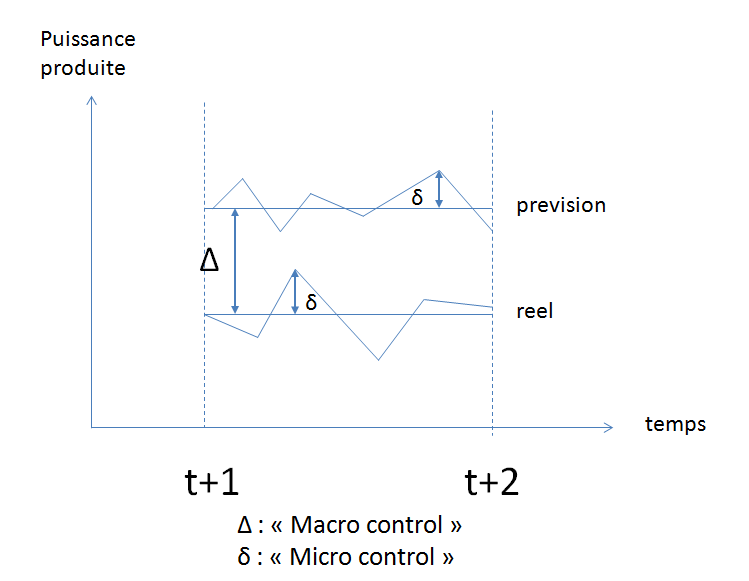 Puissance
produite
δ
prevision
Δ
δ
reel
temps
t+1
t+2
Δ : « Macro control »
δ : « Micro control »